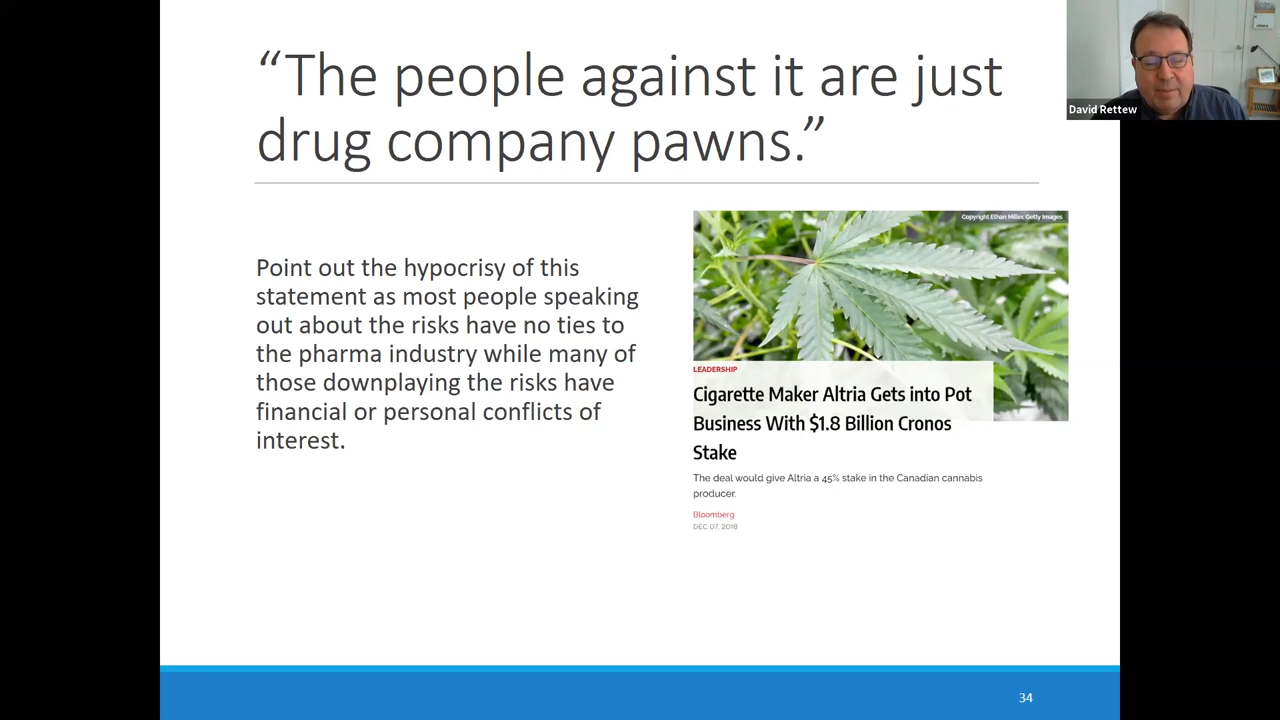 “The people against it are just
drug company pawns.”
David Rettew
Point out the hypocrisy of this
statement as most people speaking
out about the risks have no ties to
the pharma industry while many of
those downplaying the risks have
financial or personal conflicts of
interest.
Copyright Ethan Miller, Getty Images
LEADERSHIP
Cigarette Maker Altria Gets into Pot
Business With $1.8 Billion Cronos
Stake
The deal would give Altria a 45% stake in the Canadian cannabis
producer.
Bloomberg
DEC 07, 2018
34